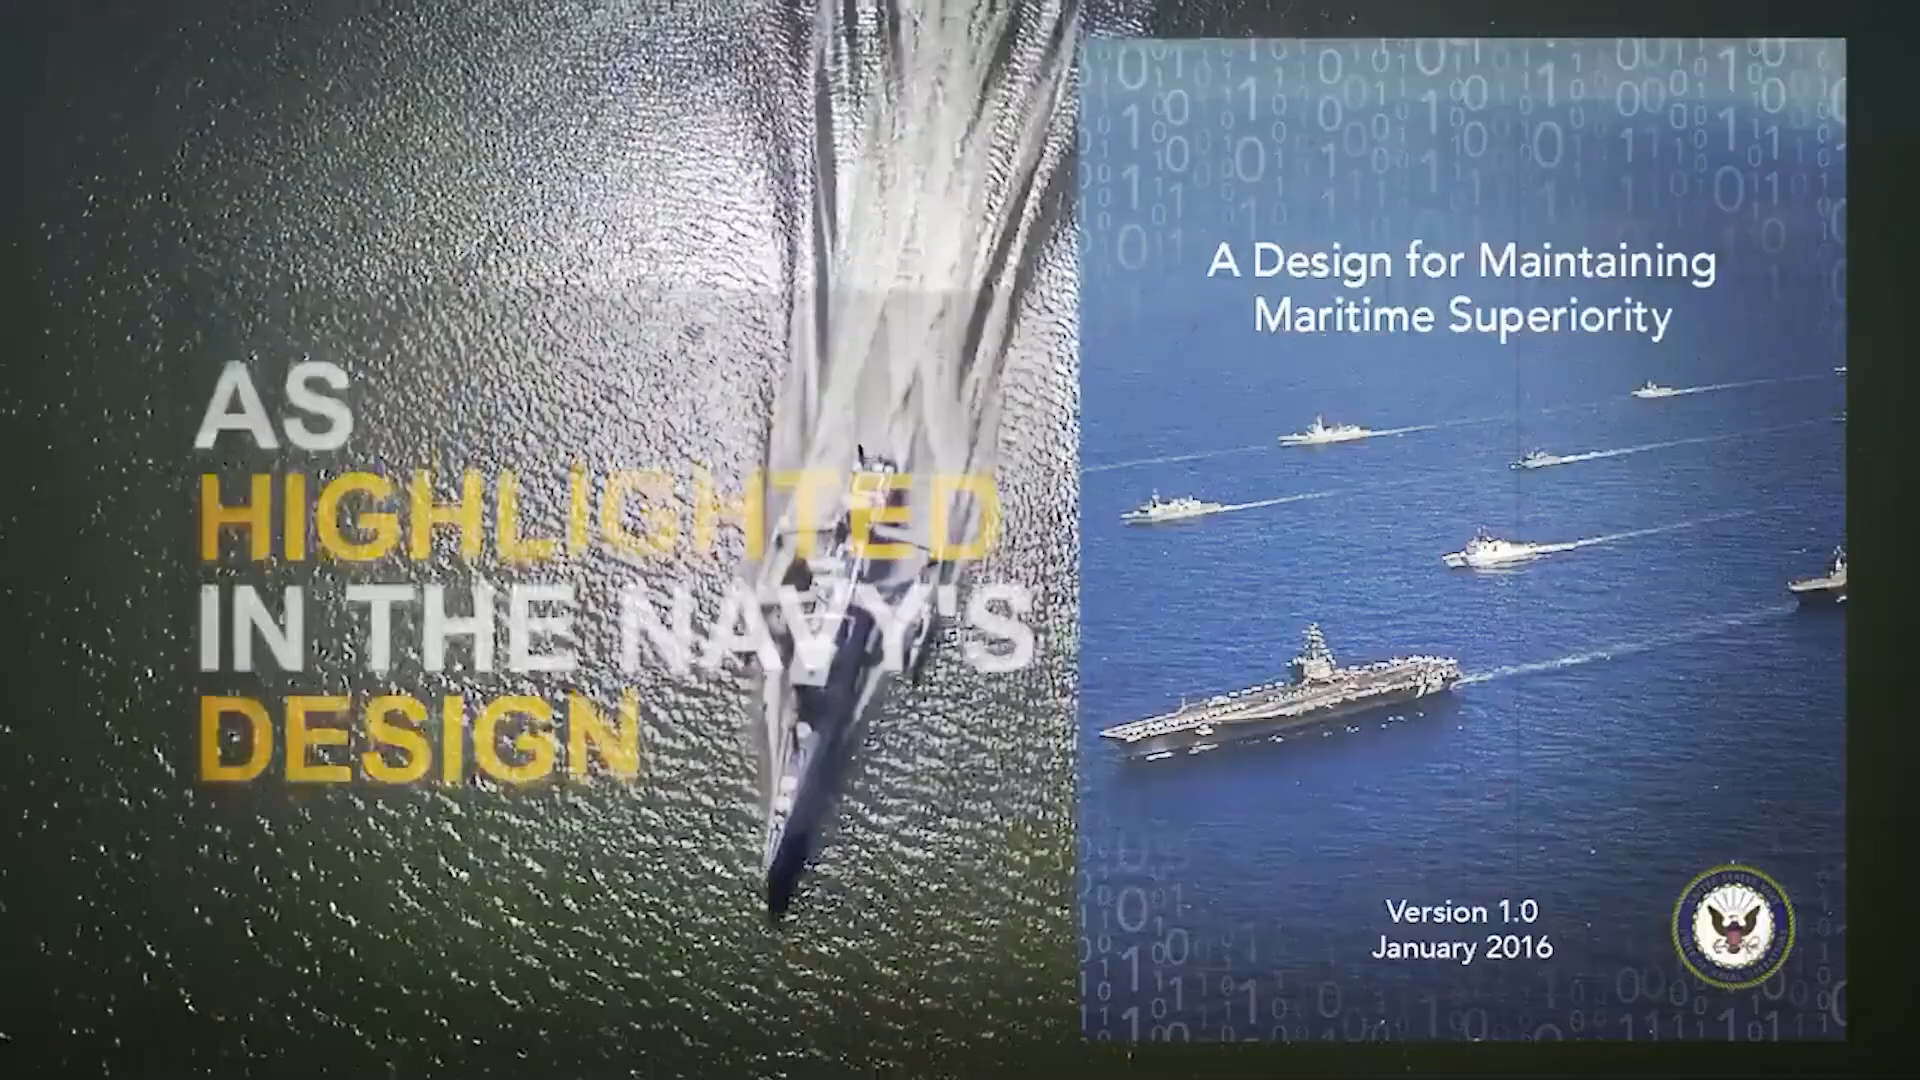 AS
HIGHLIGHTED
IN THE NAVY'S
DESIGN
A Design for Maintaining
Maritime Superiority
Version 1.0
January 2016